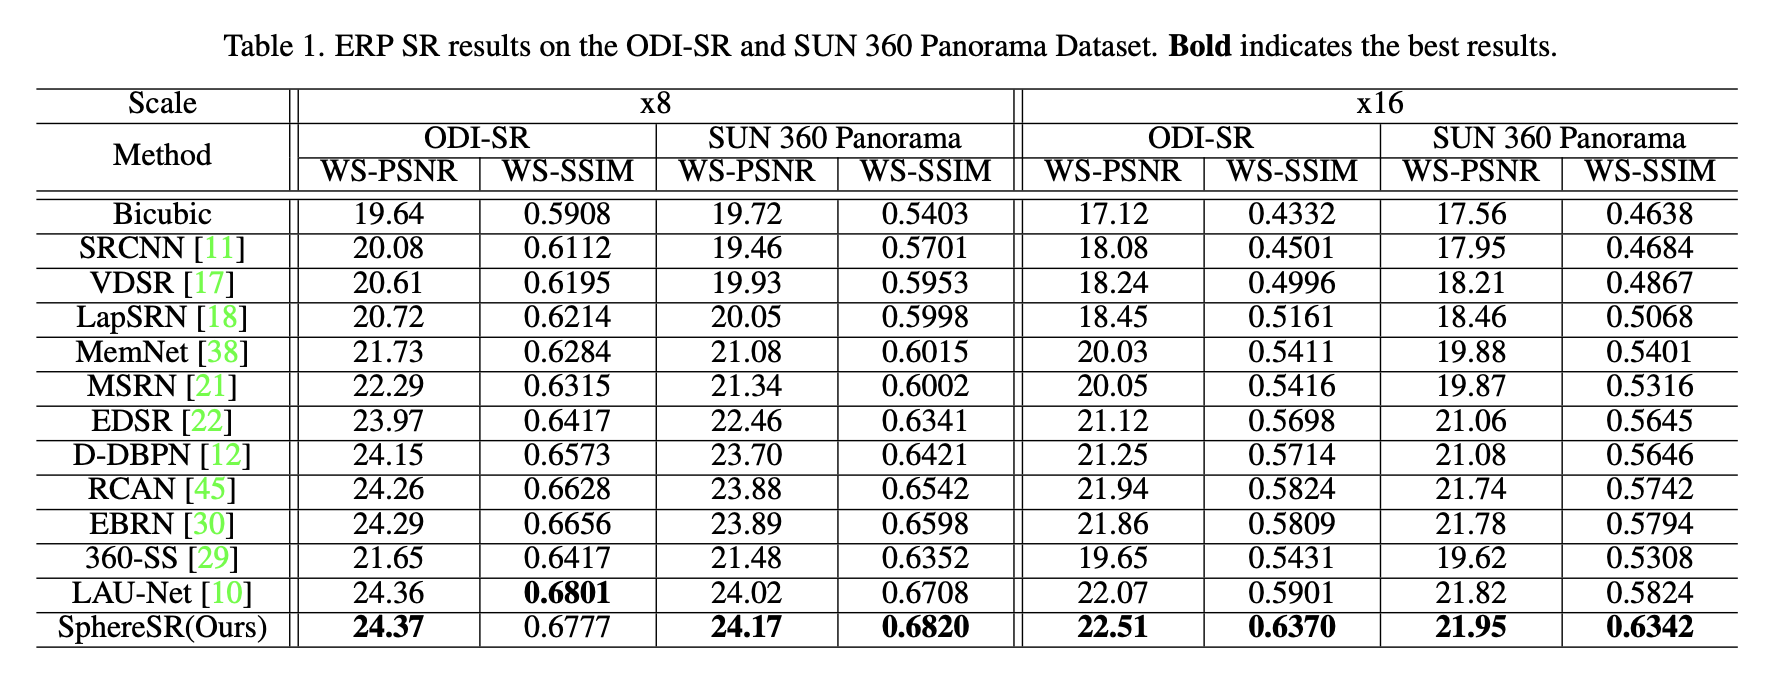 Table 1. ERP SR results on the ODI-SR and SUN 360 Panorama Dataset. Bold indicates the best results.
Scale x8 x16
Method ODI-SR SUN 360 Panorama ODI-SR SUN 360 Panorama
WS-PSNR WS-SSIM WS-PSNR WS-SSIM WS-PSNR WS-SSIM WS-PSNR WS-SSIM
Bicubic 19.64 0.5908 19.72 0.5403 17.12 0.4332 17.56 0.4638
SRCNN [11] 20.08 0.6112 19.46 0.5701 18.08 0.4501 17.95 0.4684
VDSR [17] 20.61 0.6195 19.93 0.5953 18.24 0.4996 18.21 0.4867
LapSRN [18] 20.72 0.6214 20.05 0.5998 18.45 0.5161 18.46 0.5068
MemNet [38] 21.73 0.6284 21.08 0.6015 20.03 0.5411 19.88 0.5401
MSRN [21] 22.29 0.6315 21.34 0.6002 20.05 0.5416 19.87 0.5316
EDSR [22] 23.97 0.6417 22.46 0.6341 21.12 0.5698 21.06 0.5645
D-DBPN [12] 24.15 0.6573 23.70 0.6421 21.25 0.5714 21.08 0.5646
RCAN [45] 24.26 0.6628 23.88 0.6542 21.94 0.5824 21.74 0.5742
EBRN [30] 24.29 0.6656 23.89 0.6598 21.86 0.5809 21.78 0.5794
360-SS [29] 21.65 0.6417 21.48 0.6352 19.65 0.5431 19.62 0.5308
LAU-Net [10] 24.36 0.6801 24.02 0.6708 22.07 0.5901 21.82 0.5824
SphereSR(Ours) 24.37 0.6777 24.17 0.6820 22.51 0.6370 21.95 0.6342